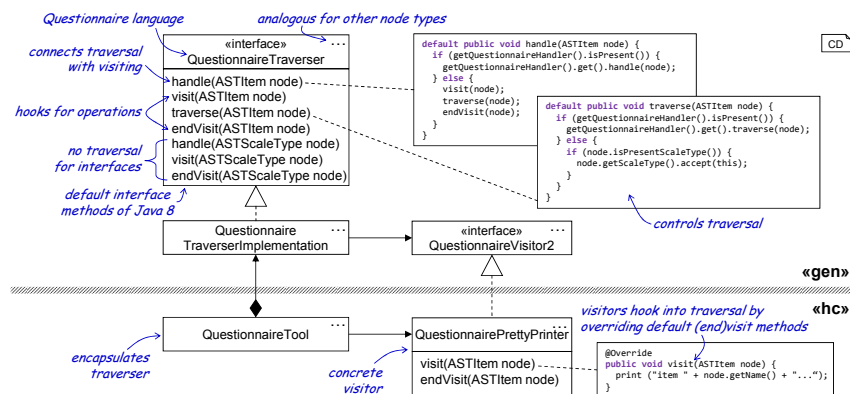 Questionnaire language
analogous for other node types
connects traversal
with visiting
hooks for operations
no traversal
for interfaces
default interface
methods of Java 8
«interface»
...
QuestionnaireTraverser
handle(ASTItem node)
visit(ASTItem node)
traverse(ASTItem node)
endVisit(ASTItem node)
handle(ASTScaleType node)
visit(ASTScaleType node)
endVisit(ASTScaleType node)
default public void handle(ASTItem node) {
if (getQuestionnaireHandler().isPresent()) {
getQuestionnaireHandler().get().handle(node);
} else {
visit(node);
traverse(node);
endVisit(node);
}
}
CD
default public void traverse(ASTItem node) {
if (getQuestionnaireHandler().isPresent()) {
getQuestionnaireHandler().get().traverse(node);
} else {
if (node.isPresentScaleType()) {
node.getScaleType().accept(this);
}
}
}
controls traversal
Questionnaire
...
TraverserImplementation
«interface»
...
QuestionnaireVisitor2
«gen»
«hc»
QuestionnaireTool
...
encapsulates
traverser
QuestionnairePrettyPrinter
...
visit(ASTItem node)
endVisit(ASTItem node)
concrete
visitor
visitors hook into traversal by
overriding default (end)visit methods
@Override
public void visit(ASTItem node) {
print ("item " + node.getName() + "...“);
}